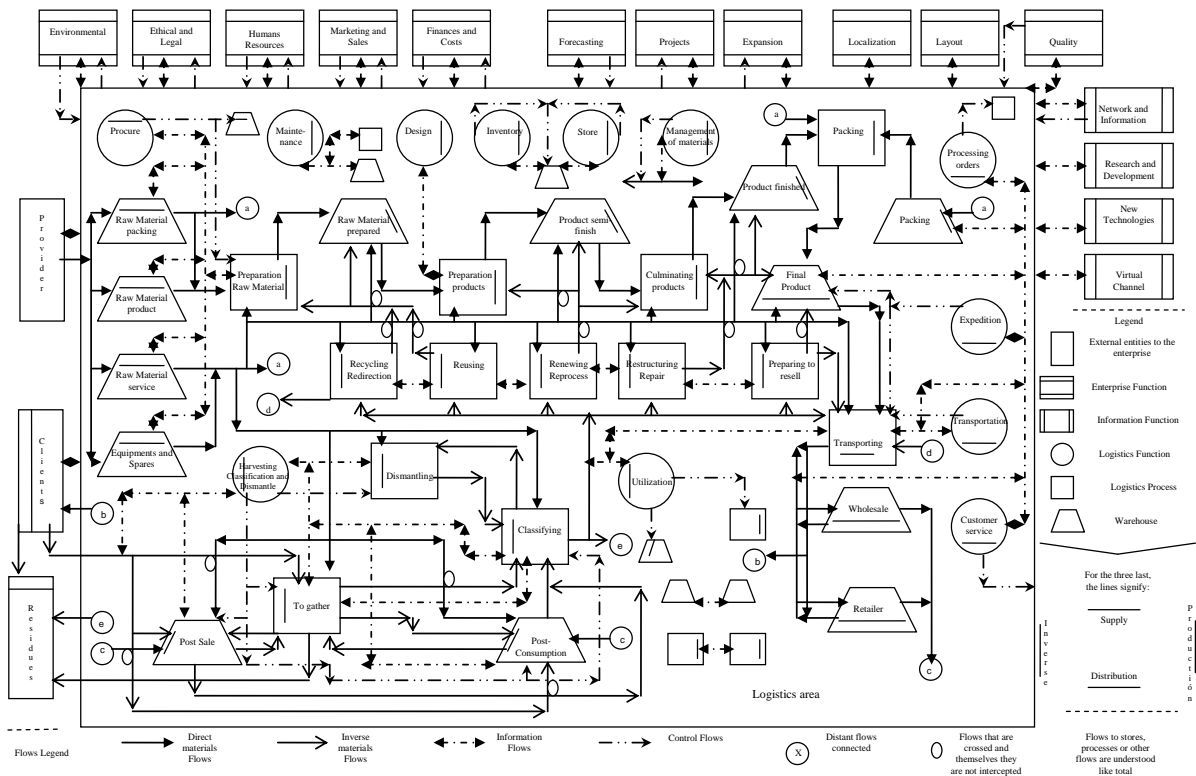 Environmental
Ethical and
Legal
Humans
Resources
Marketing and
Sales
Finances and
Costs
Forecasting
Projects
Expansion
Localization
Layout
Quality
Procure
Mainte-
nance
Design
Inventory
Store
Management
of materials
a
Packing
Processing
orders
Network and
Information
Research and
Development
New
Technologies
Virtual
Channel
Provider
Raw Material
packing
a
Raw Material
prepared
Product semi-
finish
Product finished
Packing
a
Raw Material
product
Preparation
Raw Material
Preparation
products
Culminating
products
Final
Product
Expedition
Raw Material
service
a
d
Recycling
Redirection
Reusing
Renewing
Reprocess
Restructuring
Repair
Preparing to
resell
Clients
Equipments and
Spares
Harvesting
Classification and
Dismantle
Dismantling
Utilization
Transporting
d
Transportation
b
Classifying
e
b
Wholesale
Customer
service
Residues
e
c
To gather
Post Sale
Post-
Consumption
c
Retailer
c
Logistics area
Legend
External entities to the
enterprise
Enterprise Function
Information Function
Logistics Function
Logistics Process
Warehouse
For the three last,
the lines signify:
Supply
Distribution
Inverse
Productión
Flows Legend
Direct
materials
Flows
Inverse
materials
Flows
Information
Flows
Control Flows
X
Distant flows
connected
Flows that are
crossed and
themselves they
are not intercepted
Flows to stores,
processes or other
flows are understood
like total